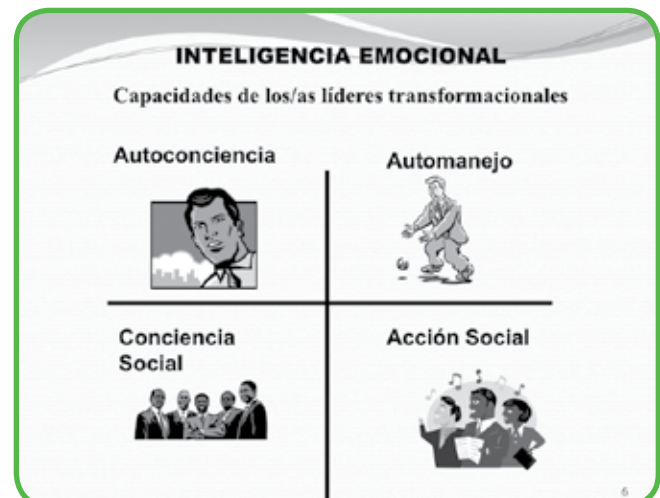 INTELIGENCIA EMOCIONAL
Capacidades de los/as líderes transformacionales
Autoconciencia
Automanejo
Conciencia
Social
Acción Social
6